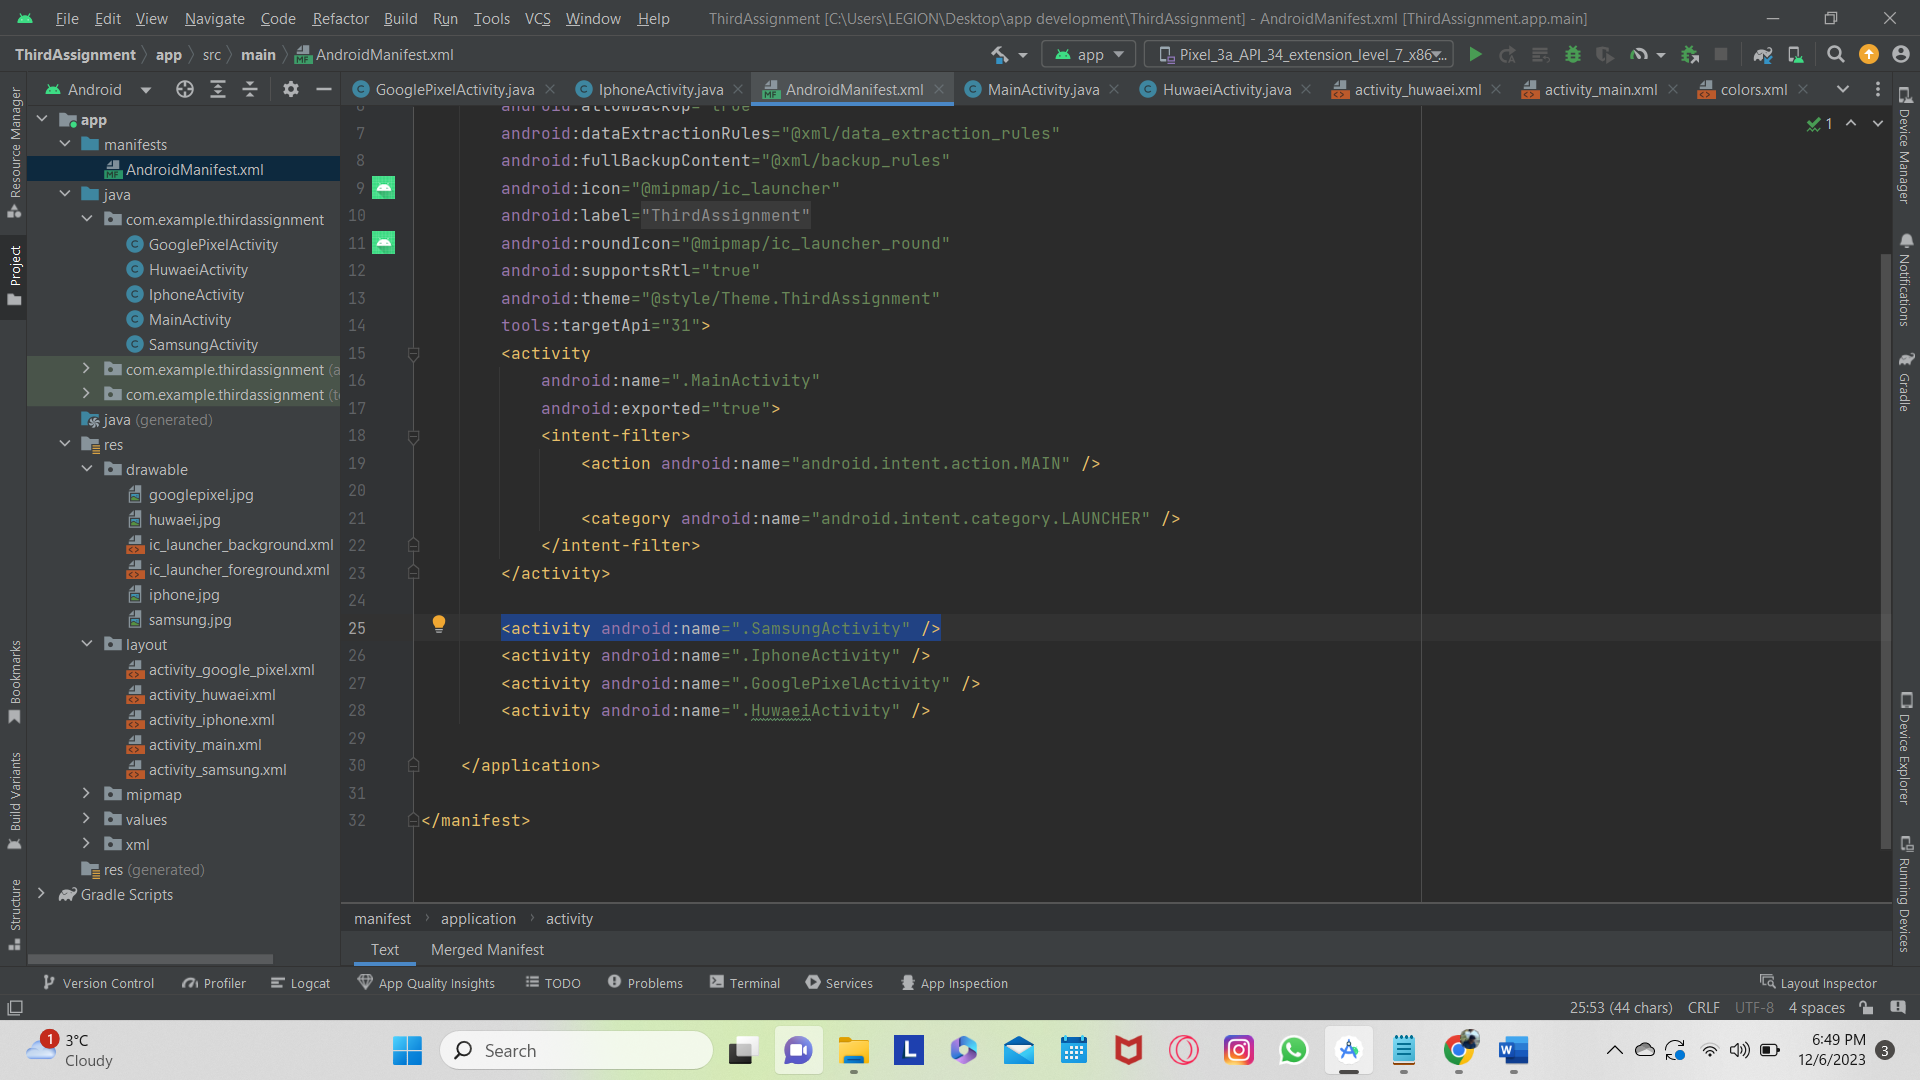 File Edit View Navigate Code Refactor Build Run Tools VCS Window Help ThirdAssignment [C:\Users\LEGION\Desktop\app development\ThirdAssignment] - AndroidManifest.xml [ThirdAssignment.app.main]
ThirdAssignment app src main AndroidManifest.xml app Pixel_3a_API_34_extension_level_7_x86...
Android GooglePixelActivity.java IphoneActivity.java AndroidManifest.xml MainActivity.java HuwaeiActivity.java activity_huwaei.xml activity_main.xml colors.xml
Resource Manager
Project
Bookmarks
Build Variants
Structure
app
manifests
AndroidManifest.xml
java
com.example.thirdassignment
GooglePixelActivity
HuwaeiActivity
IphoneActivity
MainActivity
SamsungActivity
com.example.thirdassignment (a
com.example.thirdassignment (t
java (generated)
res
drawable
googlepixel.jpg
huwaei.jpg
ic_launcher_background.xml
ic_launcher_foreground.xml
iphone.jpg
samsung.jpg
layout
activity_google_pixel.xml
activity_huwaei.xml
activity_iphone.xml
activity_main.xml
activity_samsung.xml
mipmap
values
xml
res (generated)
Gradle Scripts
6 android:allowBackup="true"
7 android:dataExtractionRules="@xml/data_extraction_rules"
8 android:fullBackupContent="@xml/backup_rules"
9 android:icon="@mipmap/ic_launcher"
10 android:label="ThirdAssignment"
11 android:roundIcon="@mipmap/ic_launcher_round"
12 android:supportsRtl="true"
13 android:theme="@style/Theme.ThirdAssignment"
14 tools:targetApi="31">
15 <activity
16 android:name=".MainActivity"
17 android:exported="true">
18 <intent-filter>
19 <action android:name="android.intent.action.MAIN" />
20
21 <category android:name="android.intent.category.LAUNCHER" />
22 </intent-filter>
23 </activity>
24
25 <activity android:name=".SamsungActivity" />
26 <activity android:name=".IphoneActivity" />
27 <activity android:name=".GooglePixelActivity" />
28 <activity android:name=".HuwaeiActivity" />
29
30 </application>
31
32 </manifest>
1
Device Manager
Notifications
Gradle
Device Explorer
Running Devices
manifest application activity
Text Merged Manifest
Version Control Profiler Logcat App Quality Insights TODO Problems Terminal Services App Inspection Layout Inspector
25:53 (44 chars) CRLF UTF-8 4 spaces
1 3°C
Cloudy
Search
L
W
6:49 PM
12/6/2023
3